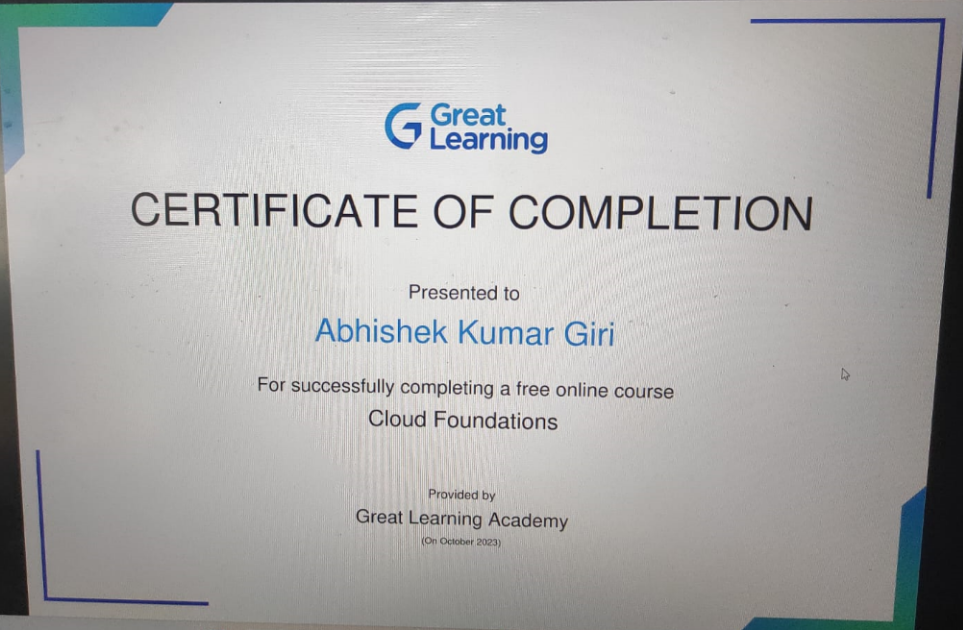 Great
Learning
CERTIFICATE OF COMPLETION
Presented to
Abhishek Kumar Giri
For successfully completing a free online course
Cloud Foundations
Provided by
Great Learning Academy
(On October 2023)